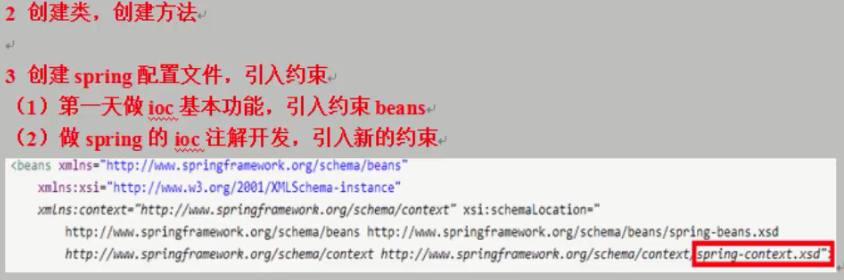 2 创建类，创建方法
3 创建 spring 配置文件，引入约束
（1）第一天做 ioc 基本功能，引入约束 beans
（2）做 spring 的 ioc 注解开发，引入新的约束
<beans xmlns="http://www.springframework.org/schema/beans"
xmlns:xsi="http://www.w3.org/2001/XMLSchema-instance"
xmlns:context="http://www.springframework.org/schema/context" xsi:schemaLocation="
http://www.springframework.org/schema/beans http://www.springframework.org/schema/beans/spring-beans.xsd
http://www.springframework.org/schema/context http://www.springframework.org/schema/context/spring-context.xsd">